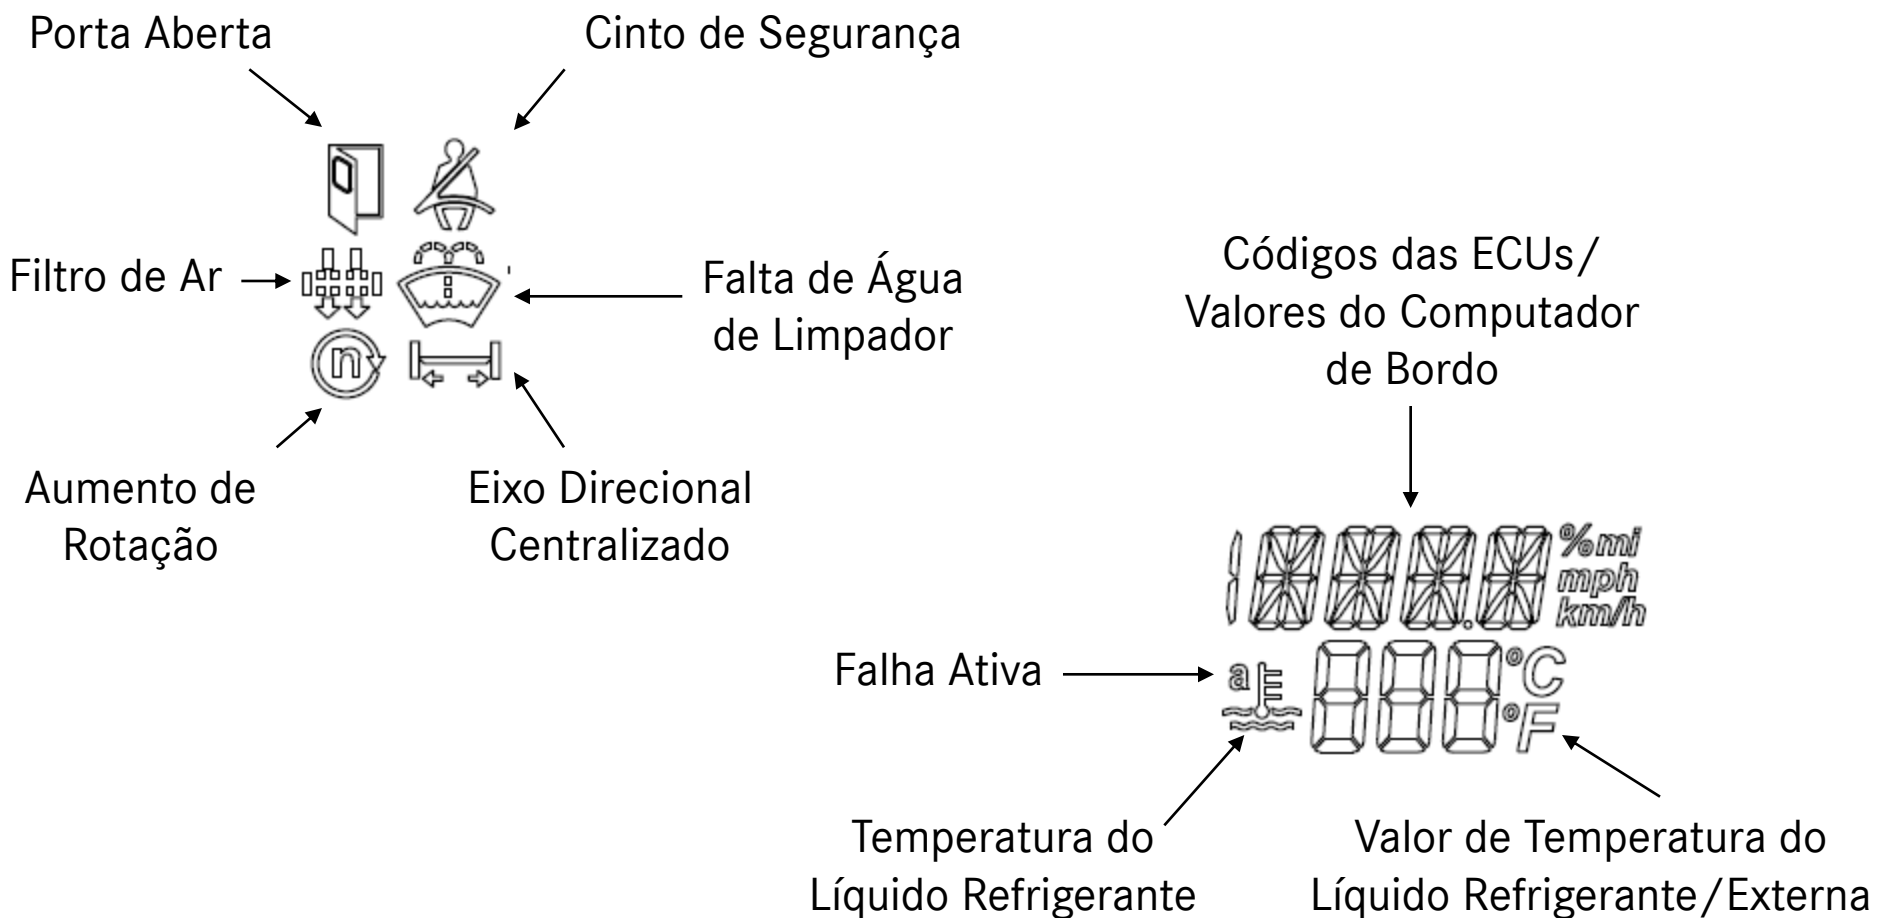 Porta Aberta
Cinto de Segurança
Filtro de Ar
Falta de Água
de Limpador
n
Aumento de
Rotação
Eixo Direcional
Centralizado
Códigos das ECUs/
Valores do Computador
de Bordo
% mi
mph
km/h
Falha Ativa
a
°C
°F
Temperatura do
Líquido Refrigerante
Valor de Temperatura do
Líquido Refrigerante/Externa